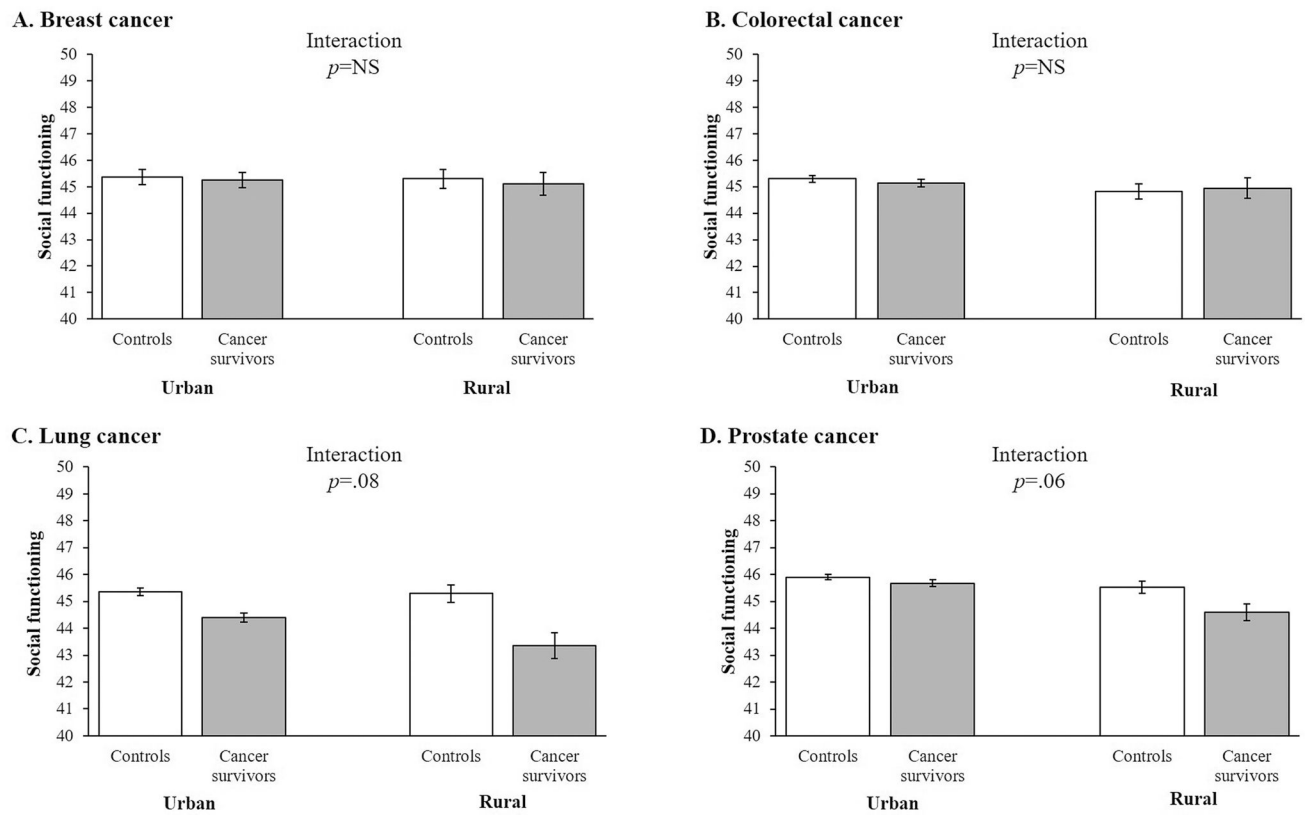 A. Breast cancer
Interaction
p=NS
Social functioning
50
49
48
47
46
45
44
43
42
41
40
Controls
Cancer
survivors
Controls
Cancer
survivors
Urban
Rural
B. Colorectal cancer
Interaction
p=NS
Social functioning
50
49
48
47
46
45
44
43
42
41
40
Controls
Cancer
survivors
Controls
Cancer
survivors
Urban
Rural
C. Lung cancer
Interaction
p=.08
Social functioning
50
49
48
47
46
45
44
43
42
41
40
Controls
Cancer
survivors
Controls
Cancer
survivors
Urban
Rural
D. Prostate cancer
Interaction
p=.06
Social functioning
50
49
48
47
46
45
44
43
42
41
40
Controls
Cancer
survivors
Controls
Cancer
survivors
Urban
Rural